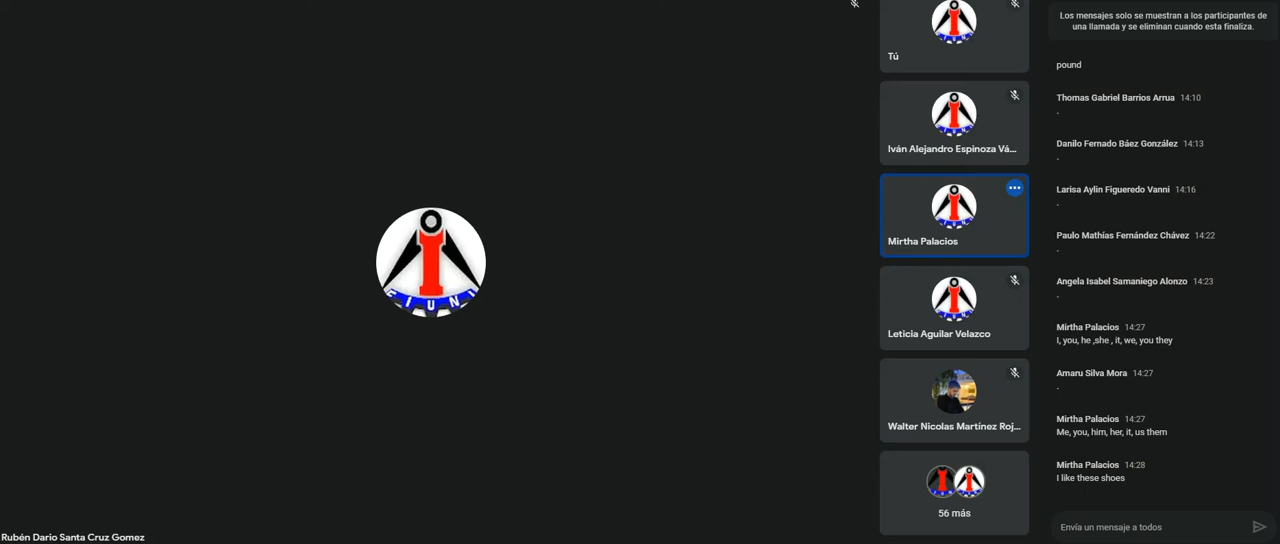 Rubén Dario Santa Cruz Gomez
EIUNI
Tú
Iván Alejandro Espinoza Vá...
Mirtha Palacios
Leticia Aguilar Velazco
Walter Nicolas Martínez Roj...
56 más
Los mensajes solo se muestran a los participantes de
una llamada y se eliminan cuando esta finaliza.
pound
Thomas Gabriel Barrios Arrua 14:10
.
Danilo Fernado Báez González 14:13
.
Larisa Aylin Figueredo Vanni 14:16
.
Paulo Mathías Fernández Chávez 14:22
.
Angela Isabel Samaniego Alonzo 14:23
.
Mirtha Palacios 14:27
I, you, he ,she , it, we, you they
Amaru Silva Mora 14:27
.
Mirtha Palacios 14:27
Me, you, him, her, it, us them
Mirtha Palacios 14:28
I like these shoes
Envía un mensaje a todos